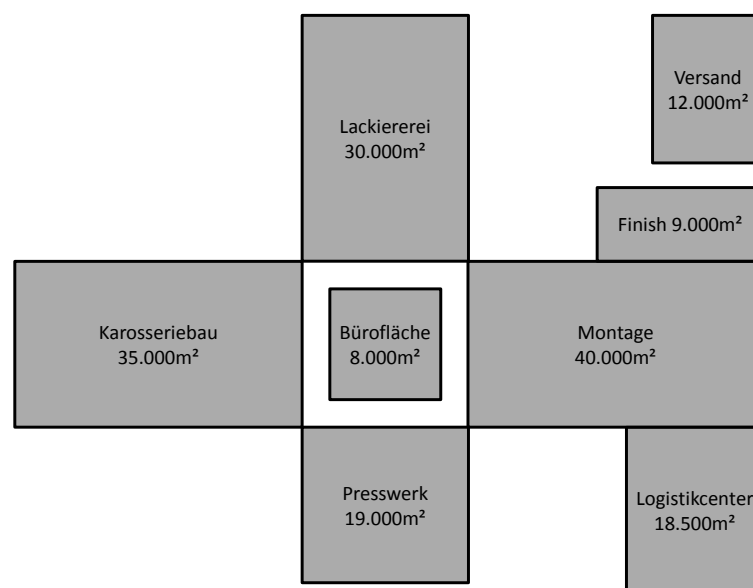 Versand
12.000m²
Lackiererei
30.000m²
Finish 9.000m²
Karosseriebau
35.000m²
Bürofläche
8.000m²
Montage
40.000m²
Presswerk
19.000m²
Logistikcenter
18.500m²